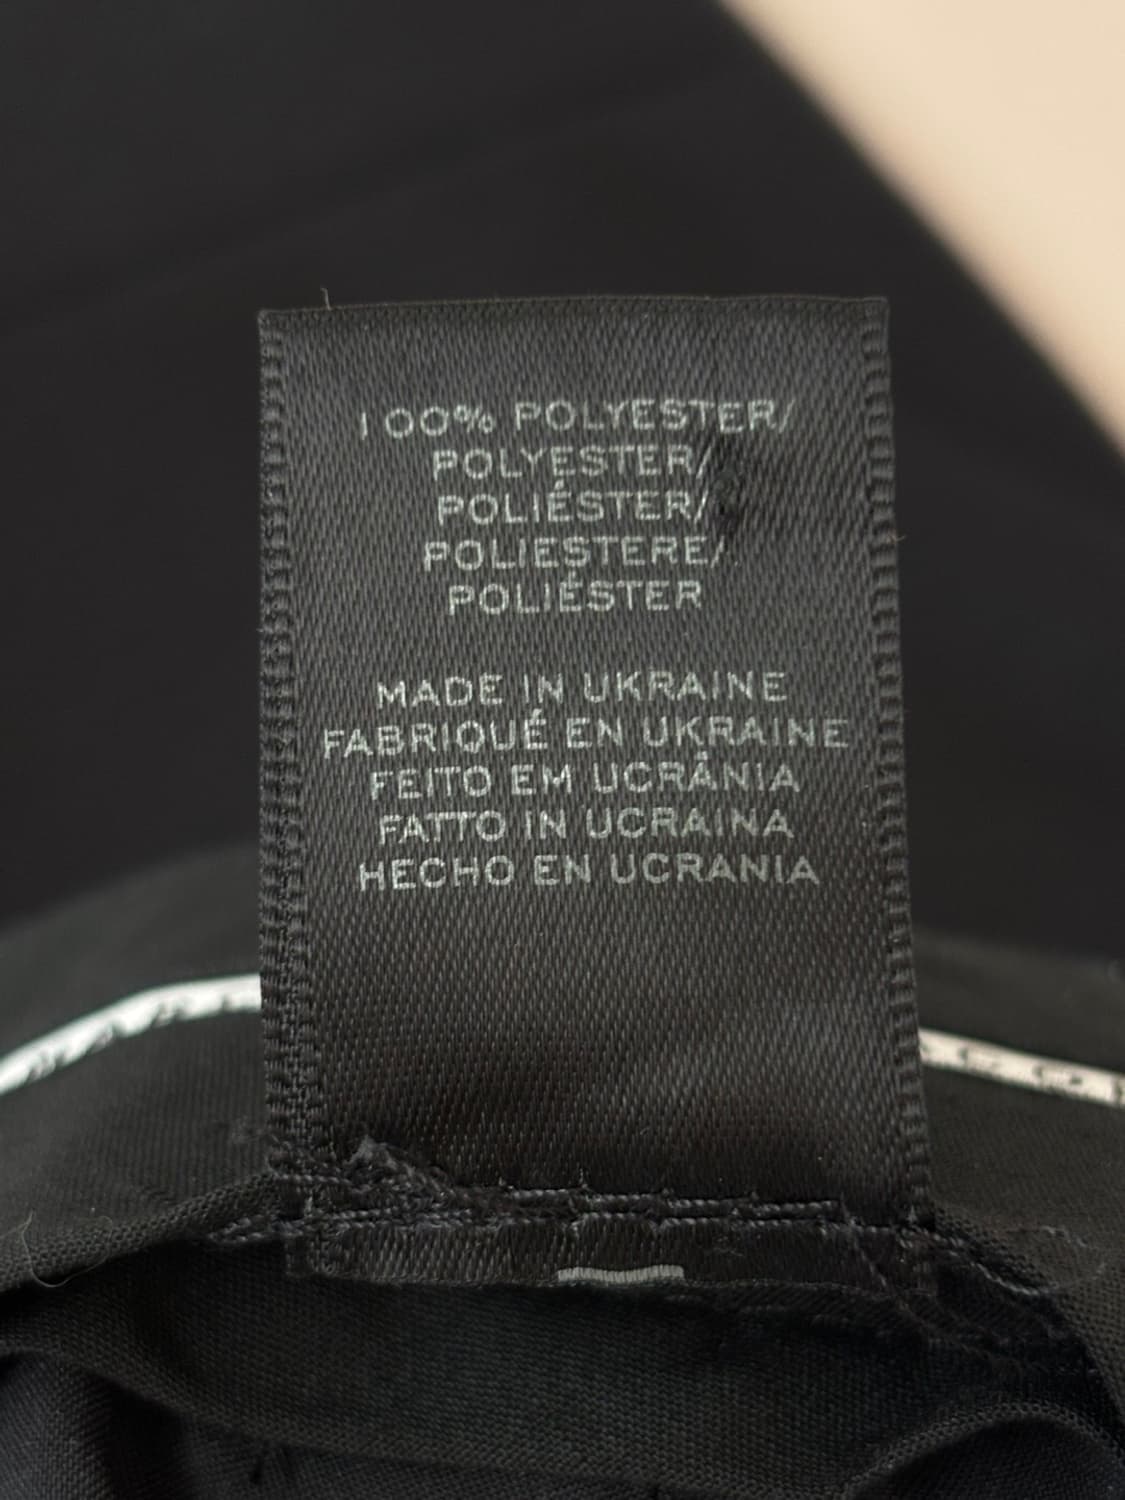 100% POLYESTER/
POLYESTER/
POLIÉSTER/
POLIESTERE/
POLIÉSTER
MADE IN UKRAINE
FABRIQUÉ EN UKRAINE
FEITO EM UCRÂNIA
FATTO IN UCRAINA
HECHO EN UCRANIA